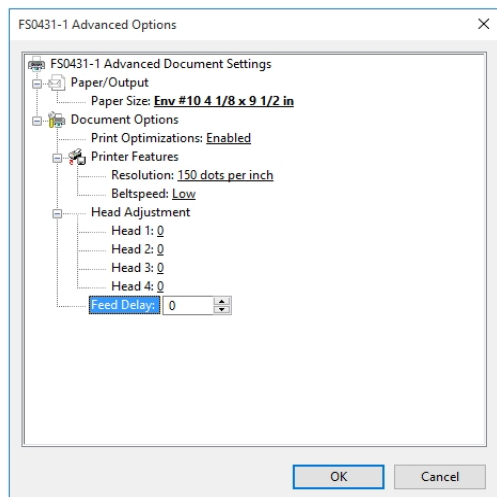 FS0431-1 Advanced Options
FS0431-1 Advanced Document Settings
Paper/Output
Paper Size: Env #10 4 1/8 x 9 1/2 in
Document Options
Print Optimizations: Enabled
Printer Features
Resolution: 150 dots per inch
Beltspeed: Low
Head Adjustment
Head 1: 0
Head 2: 0
Head 3: 0
Head 4: 0
Feed Delay: 0
OK Cancel